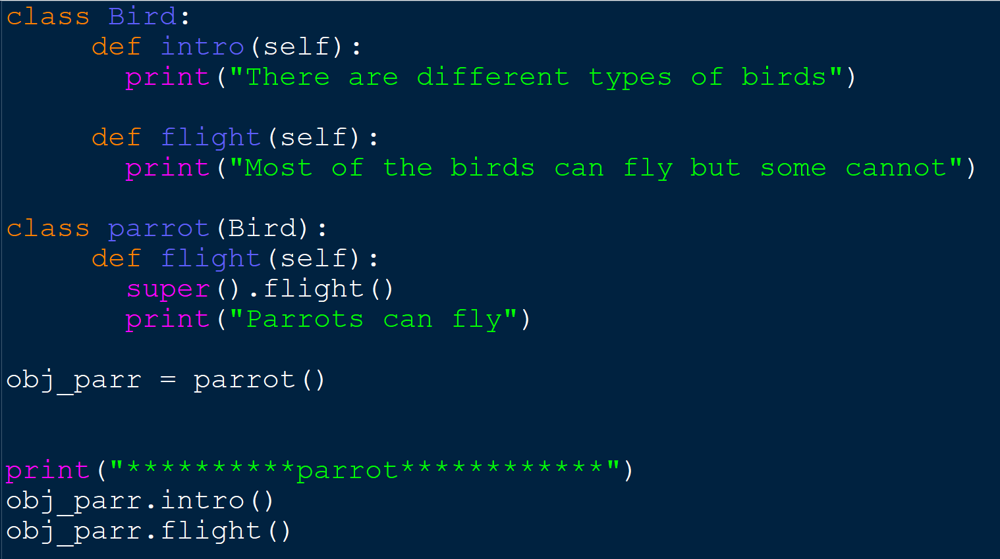 class Bird:
     def intro(self):
       print("There are different types of birds")

     def flight(self):
       print("Most of the birds can fly but some cannot")

class parrot(Bird):
     def flight(self):
       super().flight()
       print("Parrots can fly")

obj_parr = parrot()


print("**********parrot************")
obj_parr.intro()
obj_parr.flight()